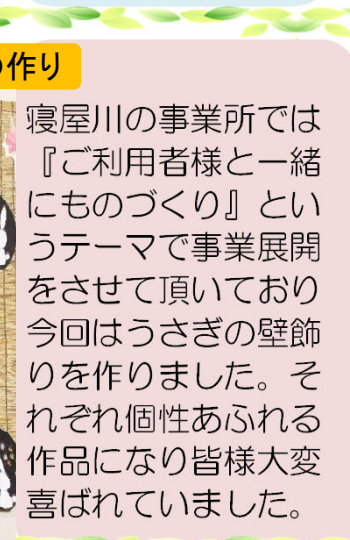 作り
寝屋川の事業所では
『ご利用者様と一緒
にものづくり』とい
うテーマで事業展開
をさせて頂いており
今回はうさぎの壁飾
りを作りました。そ
れぞれ個性あふれる
作品になり皆様大変
喜ばれていました。